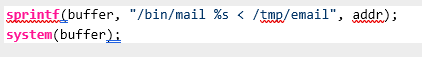 sprintf(buffer, "/bin/mail %s < /tmp/email", addr);
system(buffer);